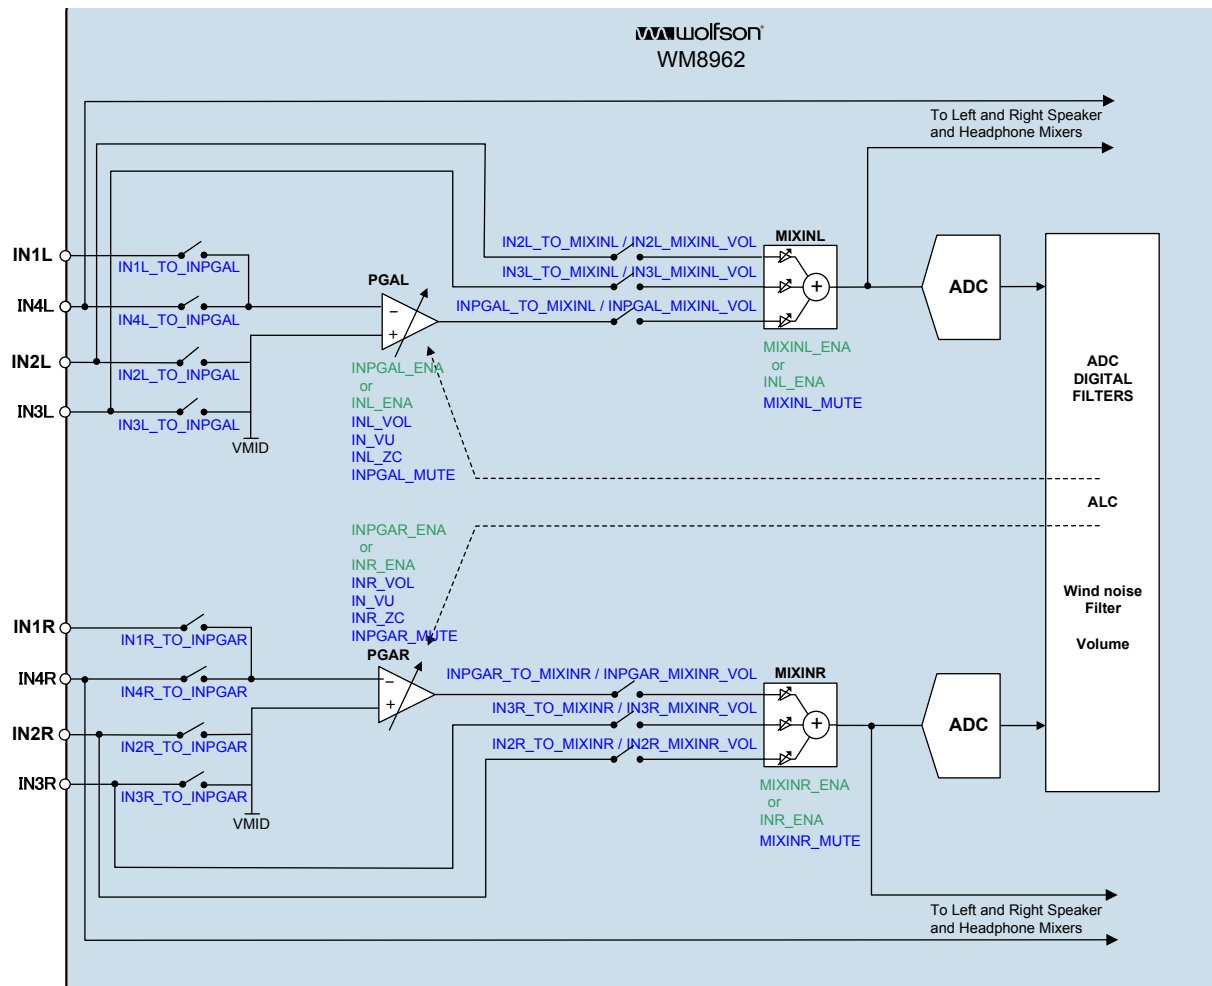 wolfson
WM8962
To Left and Right Speaker
and Headphone Mixers
IN1L
IN1L_TO_INPGAL
IN4L
IN4L_TO_INPGAL
IN2L
IN2L_TO_INPGAL
IN3L
IN3L_TO_INPGAL
VMID
PGAL
−
+
INPGAL_ENA
or
INL_ENA
INL_VOL
IN_VU
INL_ZC
INPGAL_MUTE
IN2L_TO_MIXINL / IN2L_MIXINL_VOL
IN3L_TO_MIXINL / IN3L_MIXINL_VOL
INPGAL_TO_MIXINL / INPGAL_MIXINL_VOL
MIXINL
+
MIXINL_ENA
or
INL_ENA
MIXINL_MUTE
ADC
ADC
DIGITAL
FILTERS
ALC
Wind noise
Filter
Volume
INPGAR_ENA
or
INR_ENA
INR_VOL
IN_VU
INR_ZC
INPGAR_MUTE
PGAR
−
+
IN1R
IN1R_TO_INPGAR
IN4R
IN4R_TO_INPGAR
IN2R
IN2R_TO_INPGAR
IN3R
IN3R_TO_INPGAR
VMID
INPGAR_TO_MIXINR / INPGAR_MIXINR_VOL
IN3R_TO_MIXINR / IN3R_MIXINR_VOL
IN2R_TO_MIXINR / IN2R_MIXINR_VOL
MIXINR
+
MIXINR_ENA
or
INR_ENA
MIXINR_MUTE
ADC
To Left and Right Speaker
and Headphone Mixers